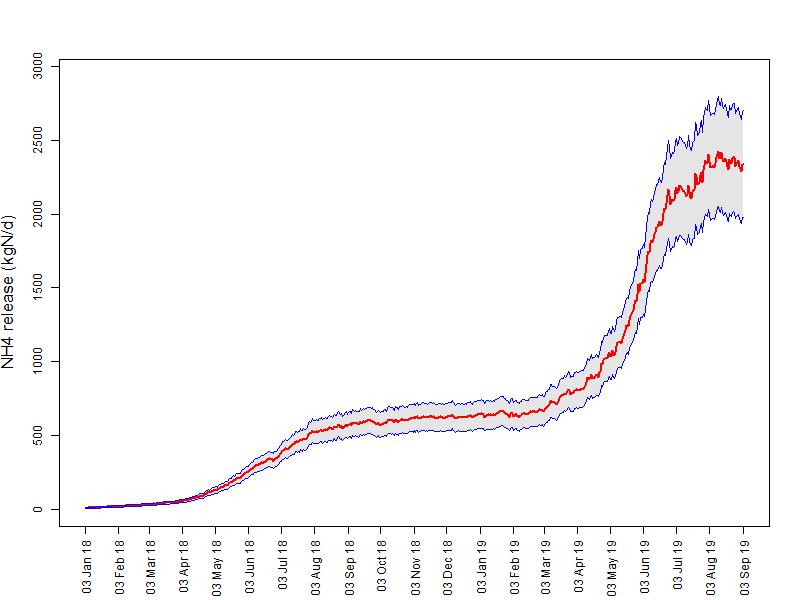 NH4 release (kgN/d)
3000
2500
2000
1500
1000
500
0
03 Jan 18
03 Feb 18
03 Mar 18
03 Apr 18
03 May 18
03 Jun 18
03 Jul 18
03 Aug 18
03 Sep 18
03 Oct 18
03 Nov 18
03 Dec 18
03 Jan 19
03 Feb 19
03 Mar 19
03 Apr 19
03 May 19
03 Jun 19
03 Jul 19
03 Aug 19
03 Sep 19